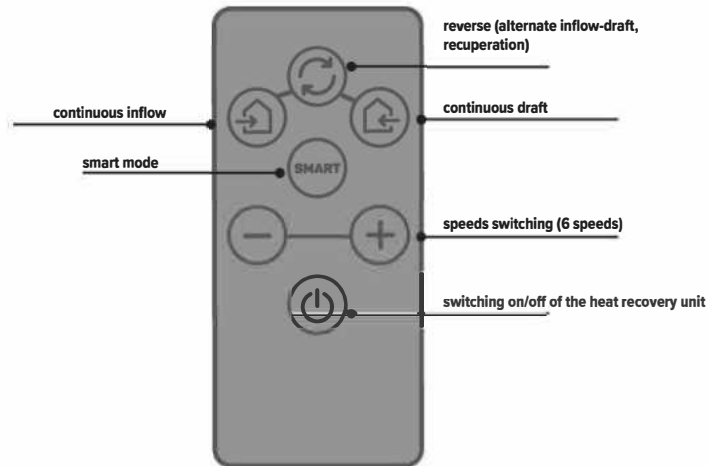 reverse (alternate inflow-draft,
recuperation)
continuous inflow
continuous draft
smart mode
SMART
speeds switching (6 speeds)
switching on/off of the heat recovery unit